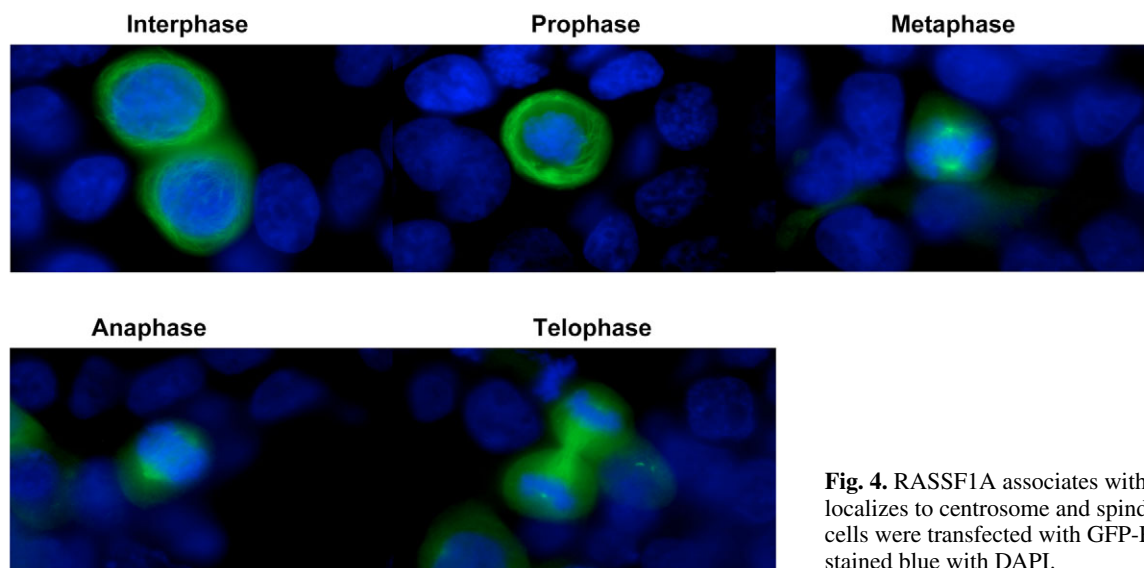 Interphase
Prophase
Metaphase
Anaphase
Telophase
Fig. 4. RASSF1A associates with
localizes to centrosome and spind
cells were transfected with GFP-
stained blue with DAPI.